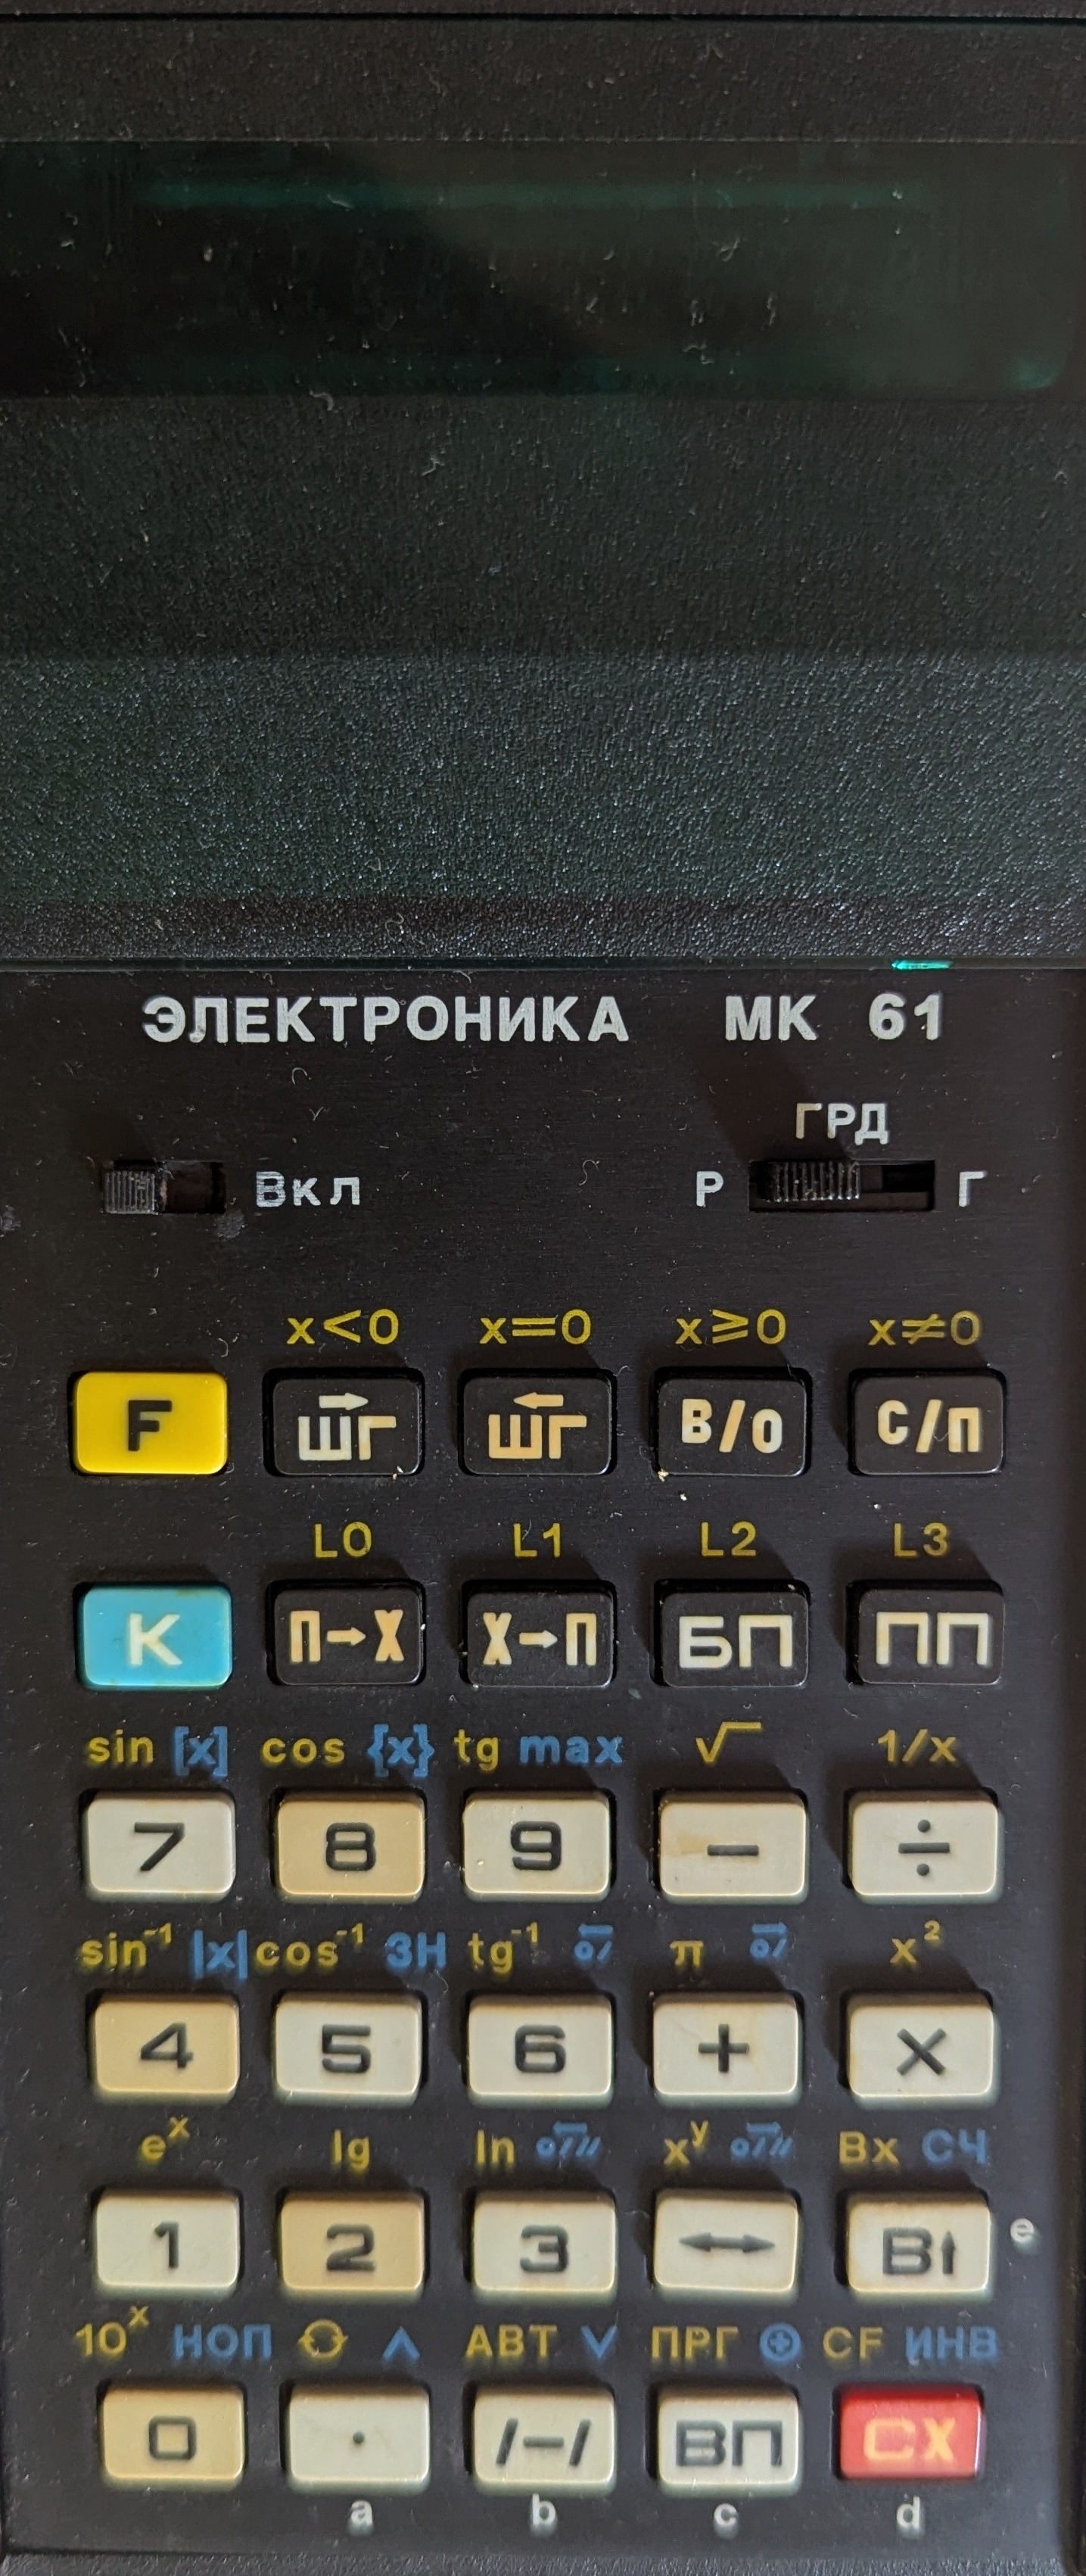 ЭЛЕКТРОНИКА МК 61
ГРД
Вкл Р Г
x<0 x=0 x≥0 x≠0
F ШГ ШГ В/О С/П
L0 L1 L2 L3
K П→X X→П БП ПП
sin [x] cos {x} tg max √ 1/x
7 8 9 − ÷
sin⁻¹ |x| cos⁻¹ ЗН tg⁻¹ π x²
4 5 6 + ×
eˣ lg ln xʸ Вx СЧ
1 2 3 ↔ В↑ e
10ˣ НОП ∧ АВТ ∨ ПРГ ⊕ CF ИНВ
0 · /−/ ВП CX
a b c d